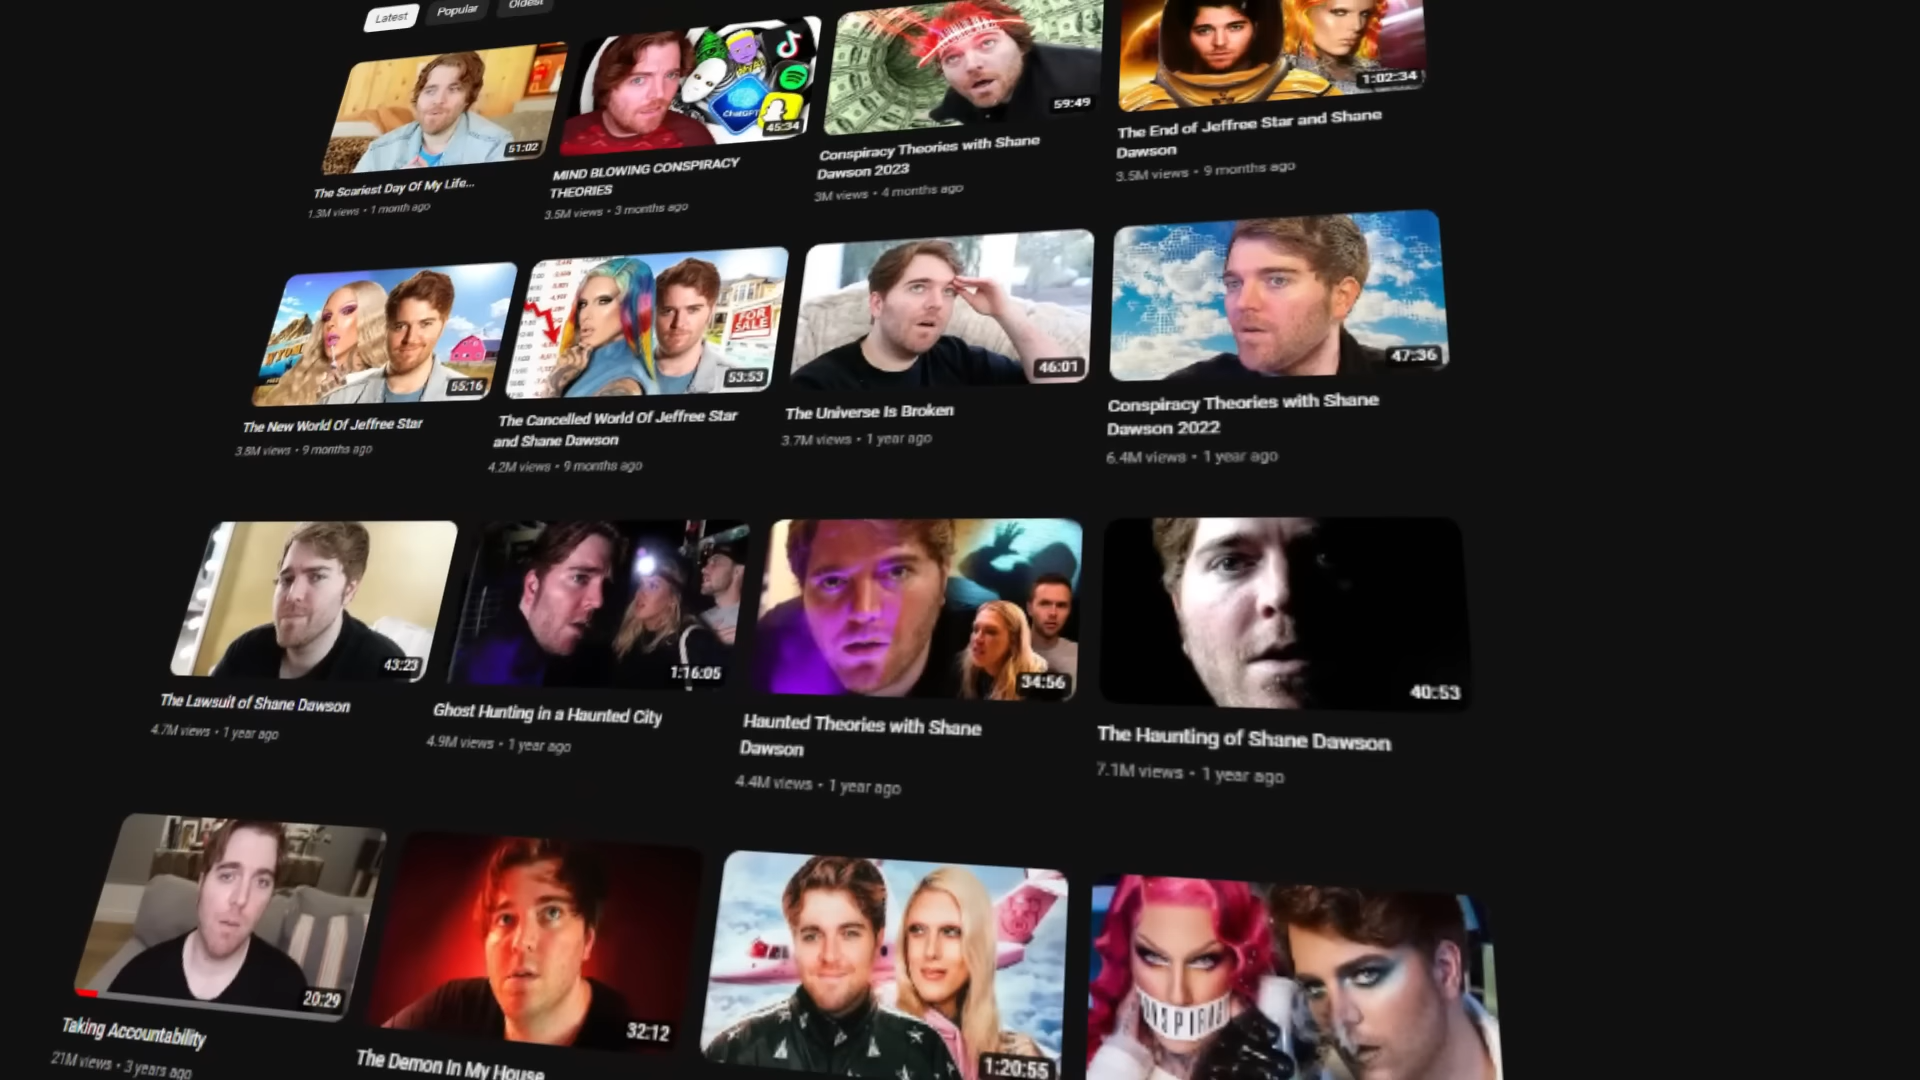 Latest
Popular
Oldest
51:02
ChatGPT
45:34
59:49
1:02:34
The Scariest Day Of My Life...
1.3M views • 1 month ago
MIND BLOWING CONSPIRACY
THEORIES
3.5M views • 3 months ago
Conspiracy Theories with Shane
Dawson 2023
3M views • 4 months ago
The End of Jeffree Star and Shane
Dawson
3.5M views • 9 months ago
55:16
FOR
SALE
53:53
46:01
47:36
The New World Of Jeffree Star
3.8M views • 9 months ago
The Cancelled World Of Jeffree Star
and Shane Dawson
4.2M views • 9 months ago
The Universe Is Broken
3.7M views • 1 year ago
Conspiracy Theories with Shane
Dawson 2022
6.4M views • 1 year ago
43:23
1:16:05
34:56
40:53
The Lawsuit of Shane Dawson
4.7M views • 1 year ago
Ghost Hunting in a Haunted City
4.9M views • 1 year ago
Haunted Theories with Shane
Dawson
4.4M views • 1 year ago
The Haunting of Shane Dawson
7.1M views • 1 year ago
20:29
32:12
1:20:55
Taking Accountability
21M views • 3 years ago
The Demon In My House